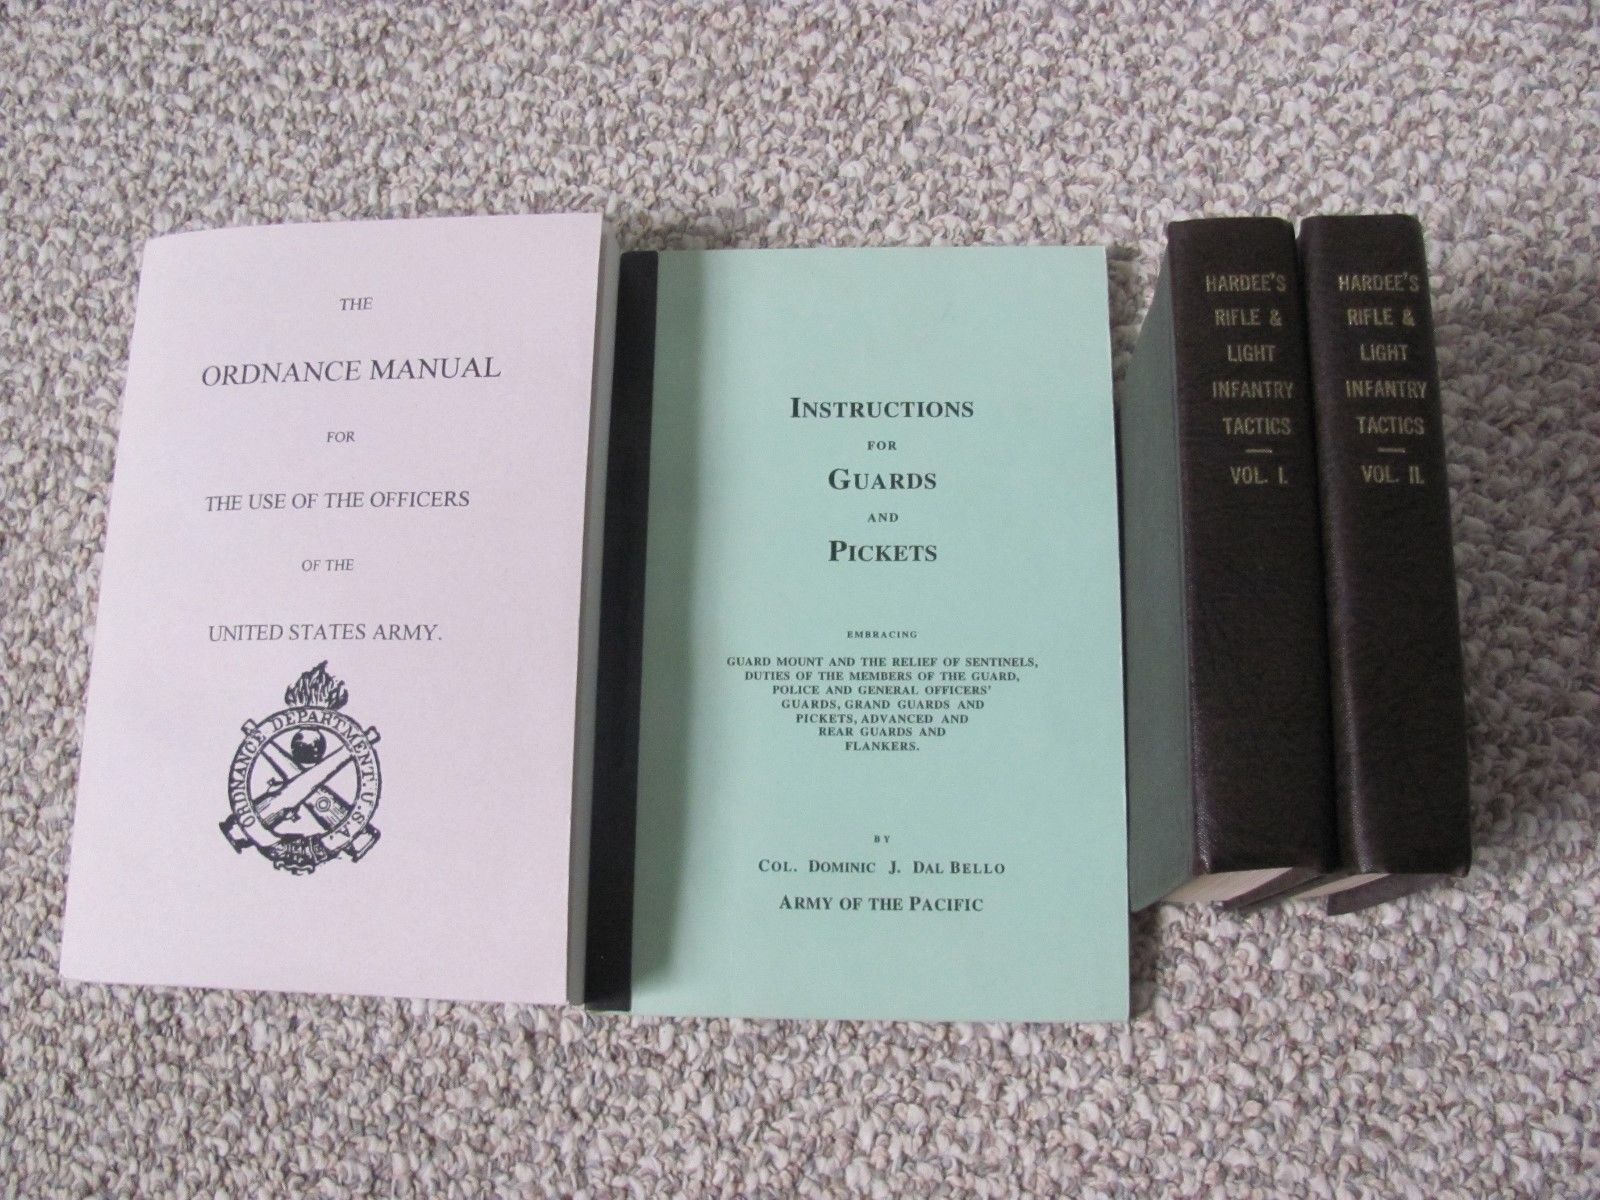 THE
ORDNANCE MANUAL
FOR
THE USE OF THE OFFICERS
OF THE
UNITED STATES ARMY.
ORDNANCE DEPARTMENT. U.S.A.
INSTRUCTIONS
FOR
GUARDS
AND
PICKETS
EMBRACING
GUARD MOUNT AND THE RELIEF OF SENTINELS,
DUTIES OF THE MEMBERS OF THE GUARD,
POLICE AND GENERAL OFFICERS'
GUARDS, GRAND GUARDS AND
PICKETS, ADVANCED AND
REAR GUARDS AND
FLANKERS.
BY
COL. DOMINIC J. DAL BELLO
ARMY OF THE PACIFIC
HARDEE'S
RIFLE &
LIGHT
INFANTRY
TACTICS
VOL. I.
HARDEE'S
RIFLE &
LIGHT
INFANTRY
TACTICS
VOL. II.